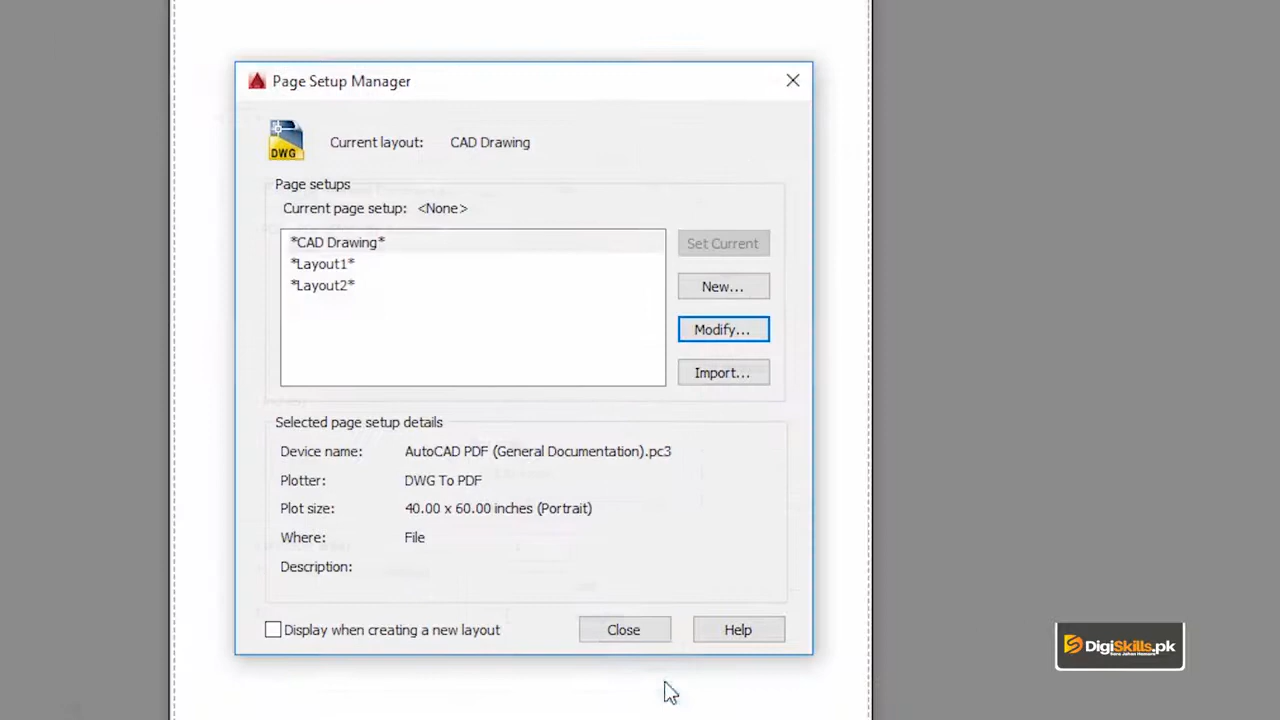 Page Setup Manager
DWG
Current layout: CAD Drawing
Page setups
Current page setup: <None>
*CAD Drawing*
*Layout1*
*Layout2*
Set Current
New...
Modify...
Import...
Selected page setup details
Device name: AutoCAD PDF (General Documentation).pc3
Plotter: DWG To PDF
Plot size: 40.00 x 60.00 inches (Portrait)
Where: File
Description:
Display when creating a new layout
Close
Help
DigiSkills.pk